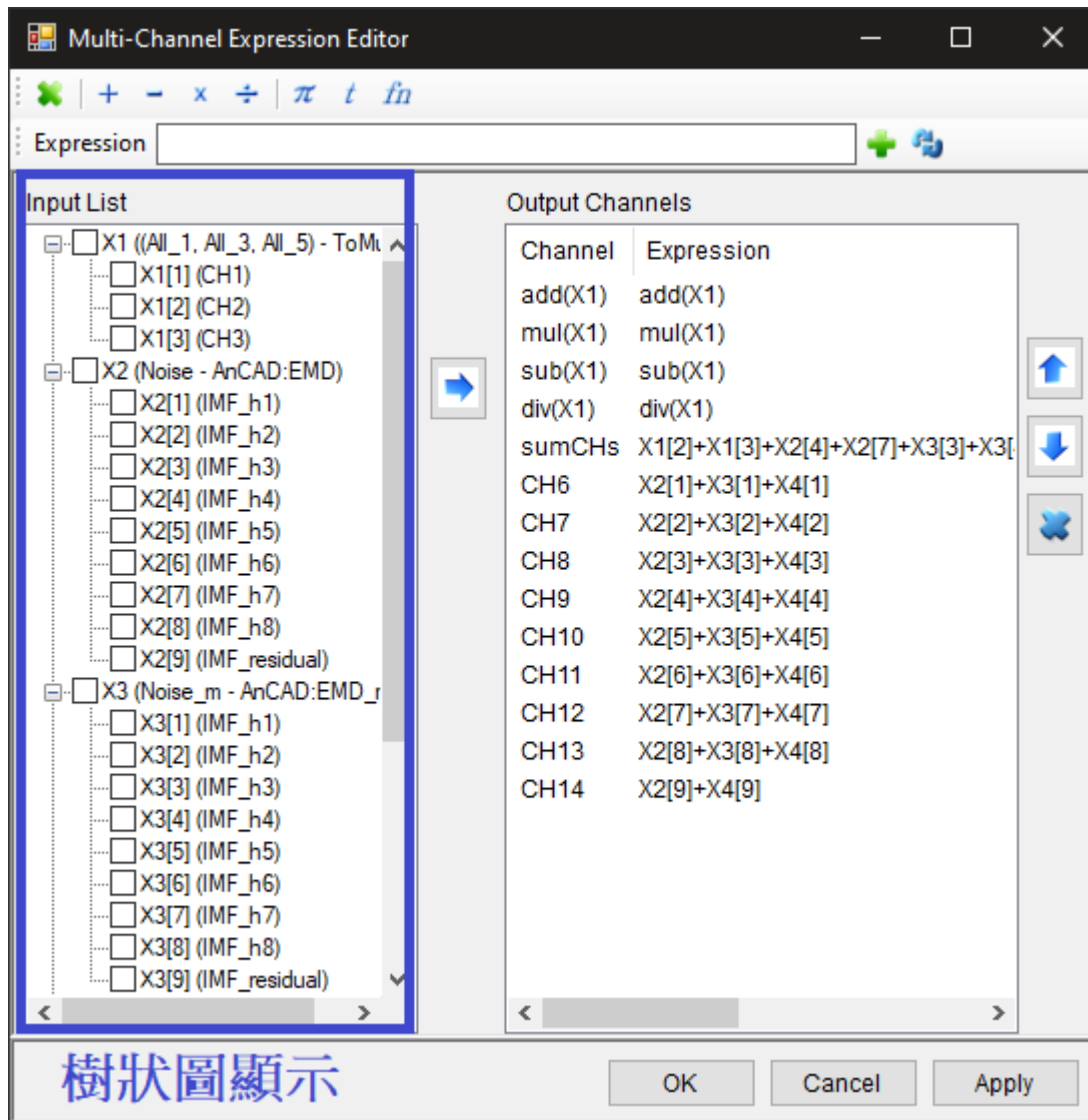 Multi-Channel Expression Editor
+ - x ÷ π t fn
Expression
Input List
X1 ((All_1, All_3, All_5) - ToMu
X1[1] (CH1)
X1[2] (CH2)
X1[3] (CH3)
X2 (Noise - AnCAD:EMD)
X2[1] (IMF_h1)
X2[2] (IMF_h2)
X2[3] (IMF_h3)
X2[4] (IMF_h4)
X2[5] (IMF_h5)
X2[6] (IMF_h6)
X2[7] (IMF_h7)
X2[8] (IMF_h8)
X2[9] (IMF_residual)
X3 (Noise_m - AnCAD:EMD_r
X3[1] (IMF_h1)
X3[2] (IMF_h2)
X3[3] (IMF_h3)
X3[4] (IMF_h4)
X3[5] (IMF_h5)
X3[6] (IMF_h6)
X3[7] (IMF_h7)
X3[8] (IMF_h8)
X3[9] (IMF_residual)
Output Channels
Channel Expression
add(X1) add(X1)
mul(X1) mul(X1)
sub(X1) sub(X1)
div(X1) div(X1)
sumCHs X1[2]+X1[3]+X2[4]+X2[7]+X3[3]+X3[
CH6 X2[1]+X3[1]+X4[1]
CH7 X2[2]+X3[2]+X4[2]
CH8 X2[3]+X3[3]+X4[3]
CH9 X2[4]+X3[4]+X4[4]
CH10 X2[5]+X3[5]+X4[5]
CH11 X2[6]+X3[6]+X4[6]
CH12 X2[7]+X3[7]+X4[7]
CH13 X2[8]+X3[8]+X4[8]
CH14 X2[9]+X4[9]
樹狀圖顯示
OK Cancel Apply